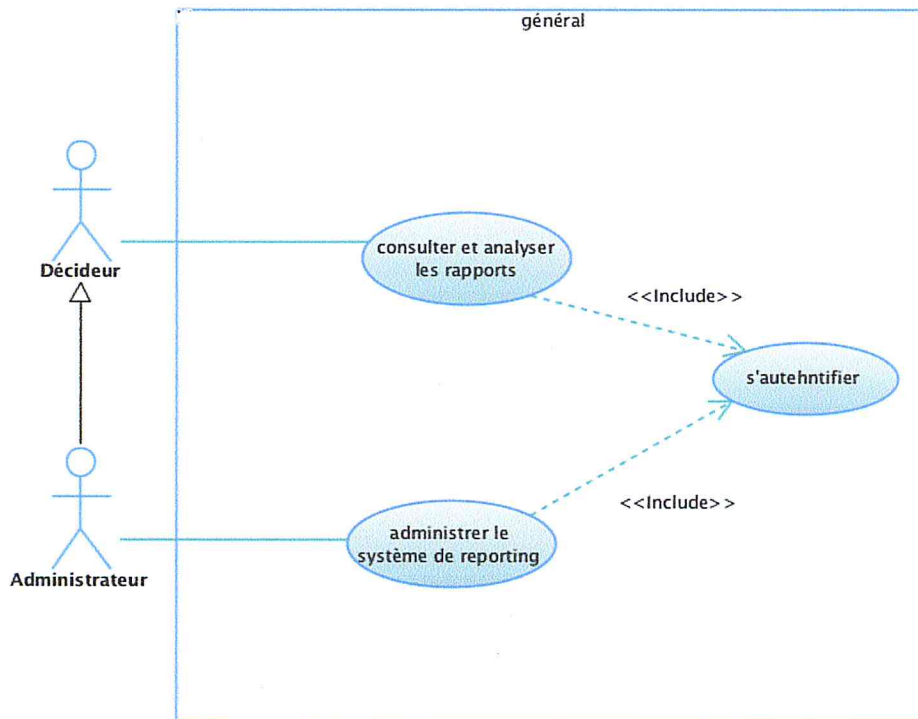 général
Décideur
consulter et analyser
les rapports
<<Include>>
s'autehntifier
<<Include>>
administrer le
système de reporting
Administrateur